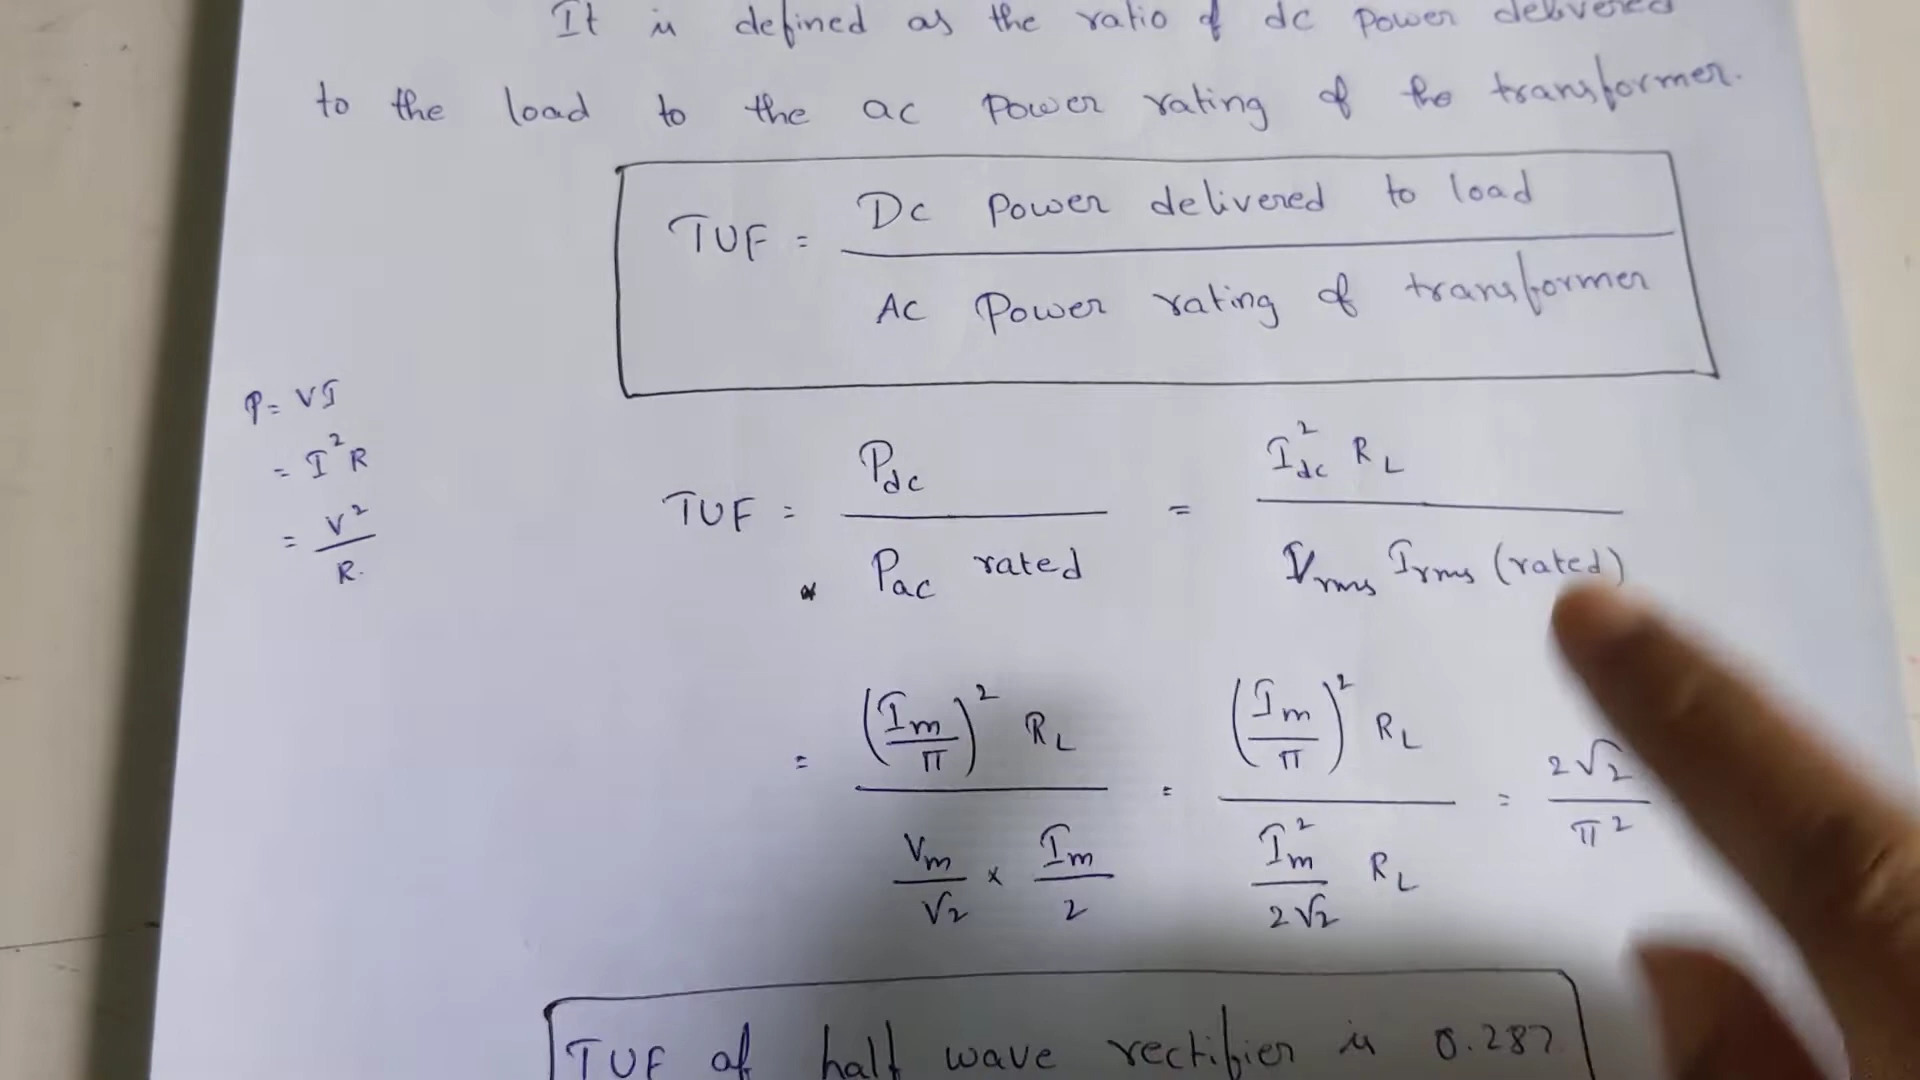 It is defined as the ratio of dc power delivered
to the load to the ac power rating of the transformer.
TUF = Dc power delivered to load / AC Power rating of transformer
P = VI
= I² R
= V² / R.
TUF = Pdc / Pac rated = I²dc RL / Vrms Irms (rated)
= (Im/π)² RL / Vm/√2 × Im/2 = (Im/π)² RL / I²m/2√2 RL = 2√2 / π²
TUF of half wave rectifier is 0.287